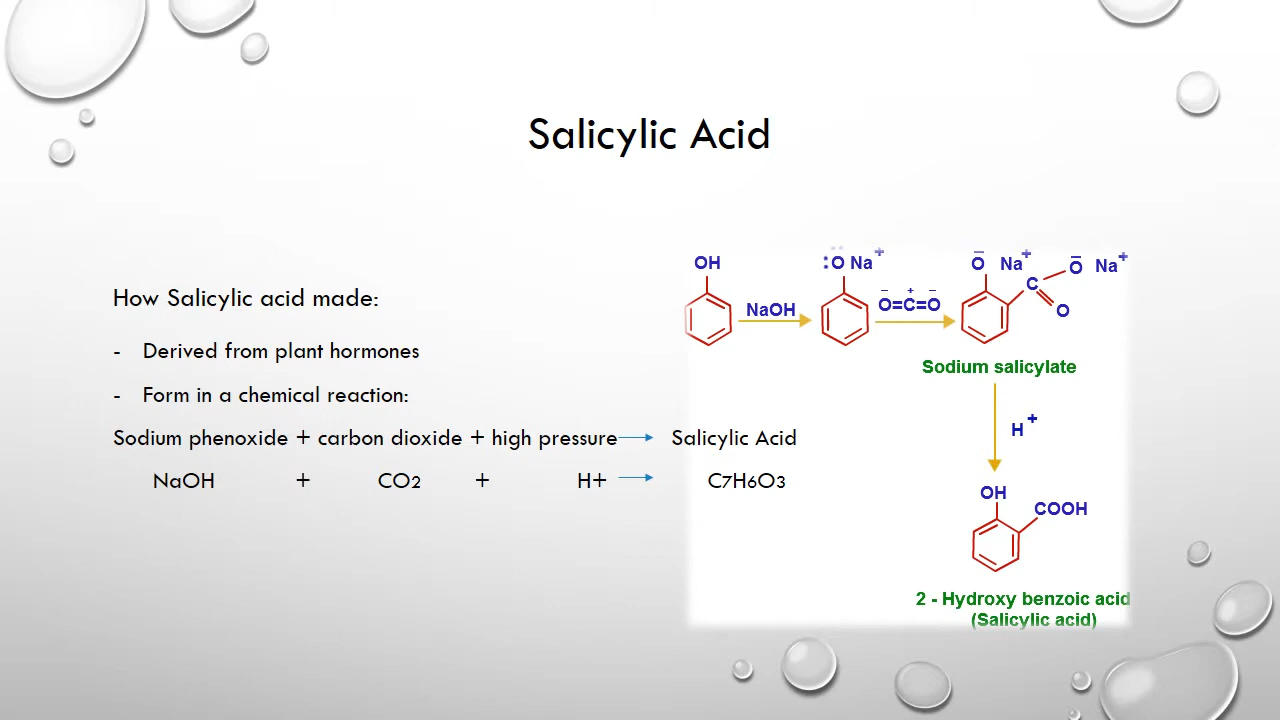 Salicylic Acid
How Salicylic acid made:
- Derived from plant hormones
- Form in a chemical reaction:
Sodium phenoxide + carbon dioxide + high pressure → Salicylic Acid
NaOH + CO2 + H+ → C7H6O3
OH
NaOH
:Ö Na+
O=C=O
− + −
O− Na+
C
O− Na+
O
Sodium salicylate
H+
OH
COOH
2 - Hydroxy benzoic acid
(Salicylic acid)